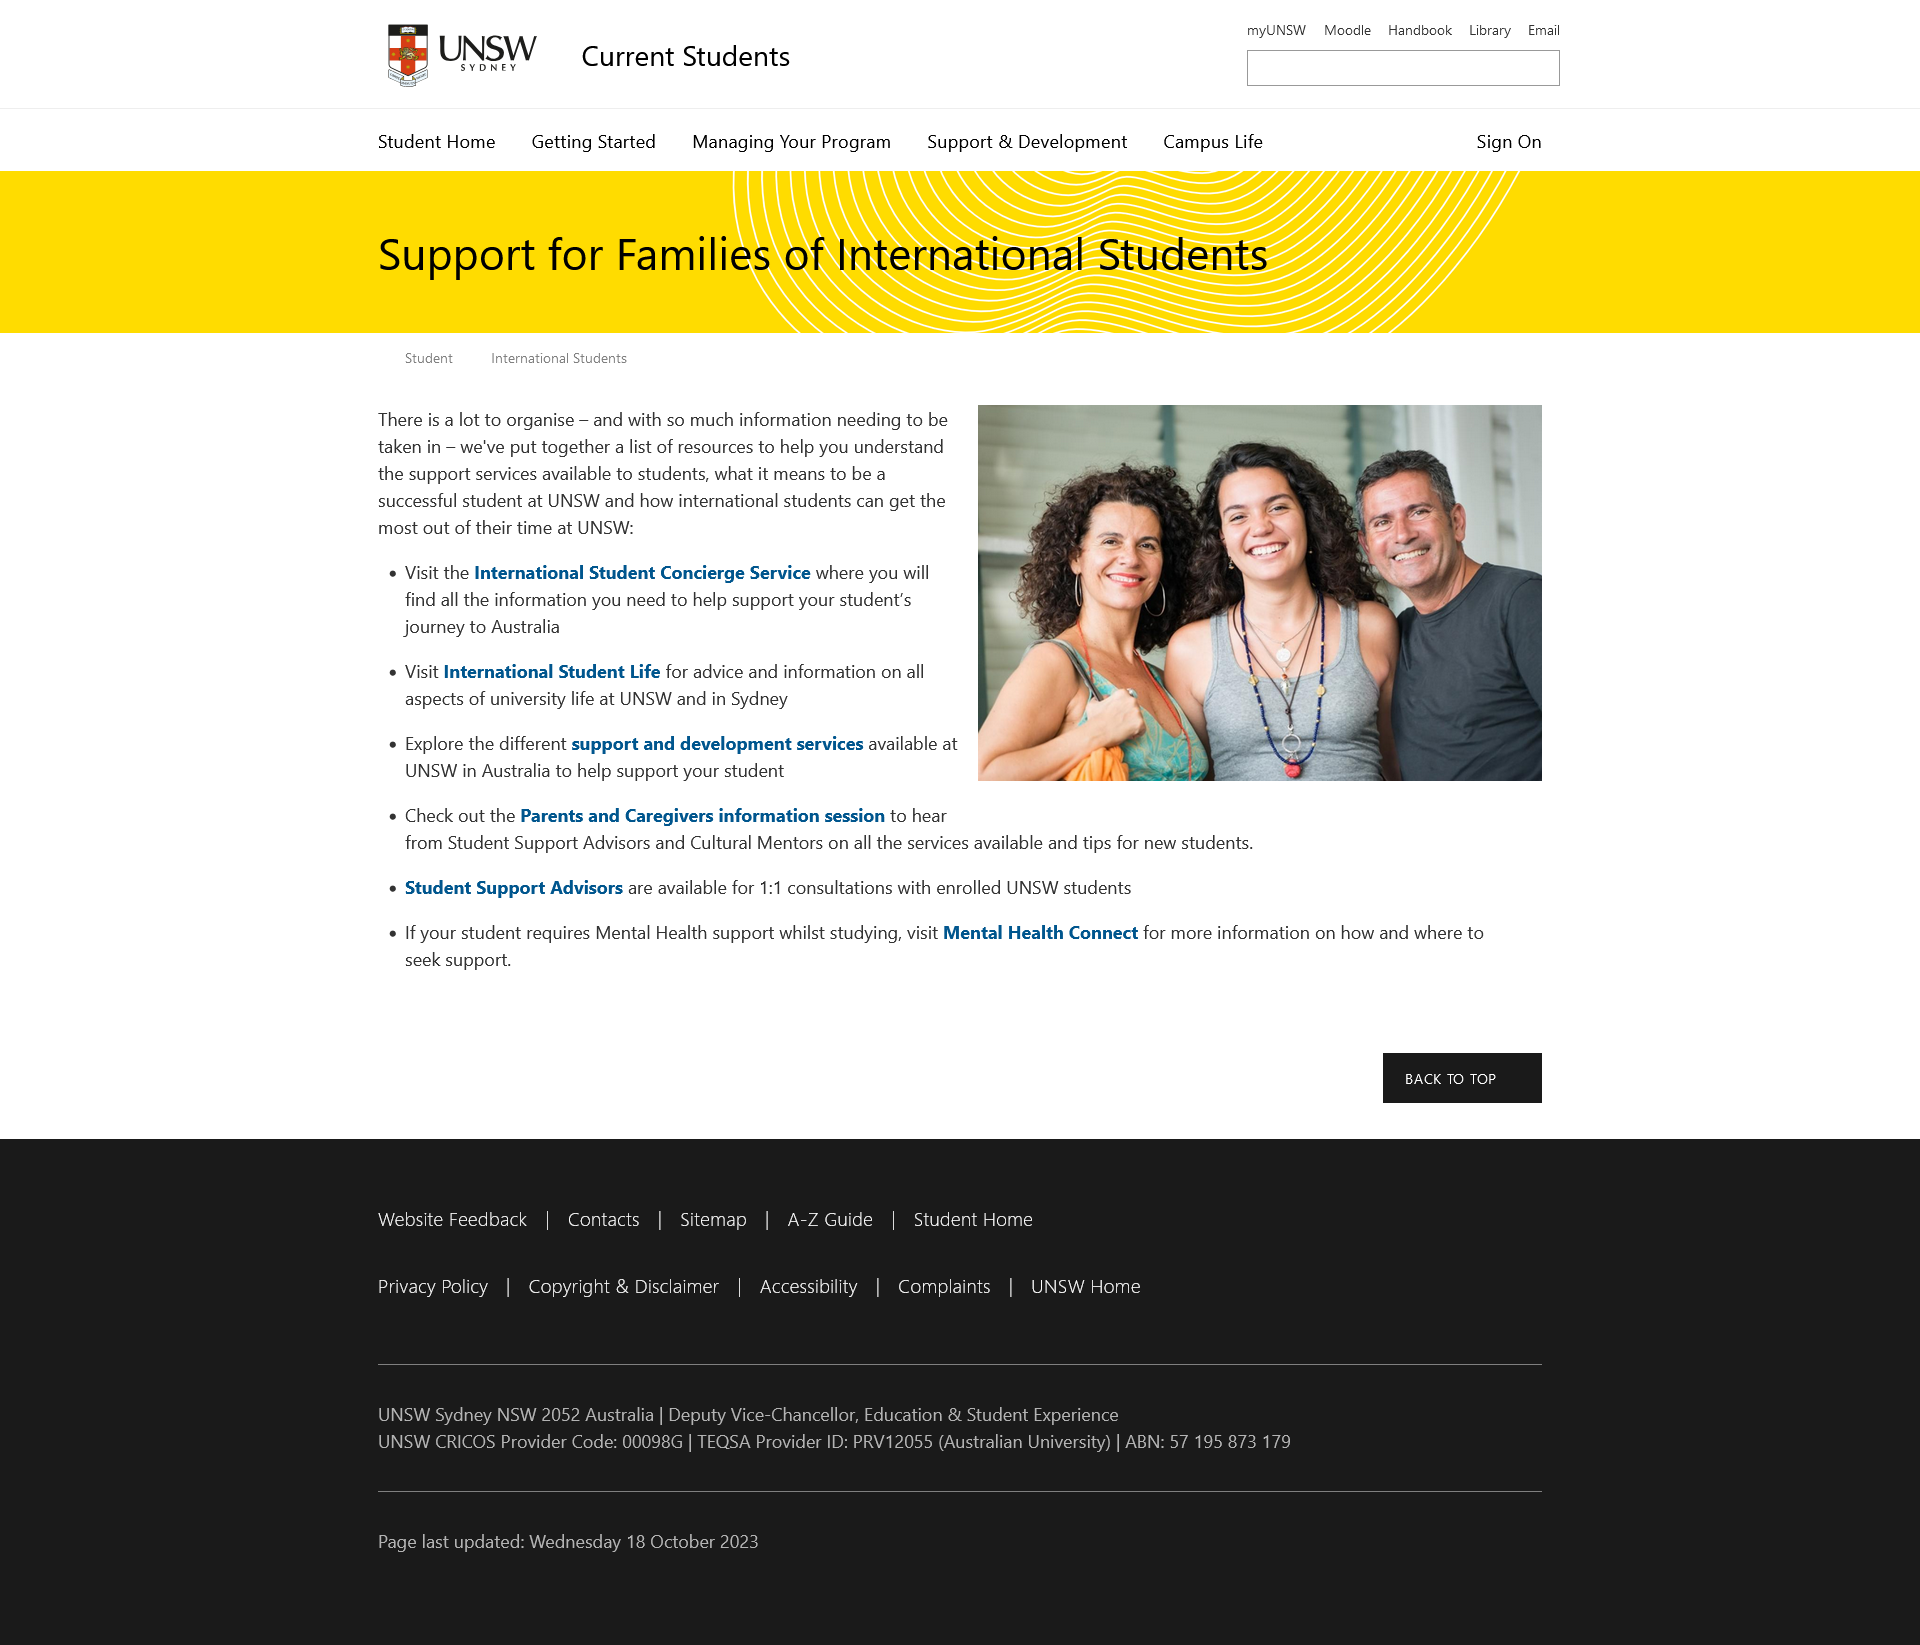 UNSW
SYDNEY
Current Students
myUNSW Moodle Handbook Library Email
Student Home Getting Started Managing Your Program Support & Development Campus Life Sign On
Support for Families of International Students
Student International Students
There is a lot to organise – and with so much information needing to be
taken in – we've put together a list of resources to help you understand
the support services available to students, what it means to be a
successful student at UNSW and how international students can get the
most out of their time at UNSW:
• Visit the International Student Concierge Service where you will
find all the information you need to help support your student's
journey to Australia
• Visit International Student Life for advice and information on all
aspects of university life at UNSW and in Sydney
• Explore the different support and development services available at
UNSW in Australia to help support your student
• Check out the Parents and Caregivers information session to hear
from Student Support Advisors and Cultural Mentors on all the services available and tips for new students.
• Student Support Advisors are available for 1:1 consultations with enrolled UNSW students
• If your student requires Mental Health support whilst studying, visit Mental Health Connect for more information on how and where to
seek support.
BACK TO TOP
Website Feedback | Contacts | Sitemap | A-Z Guide | Student Home
Privacy Policy | Copyright & Disclaimer | Accessibility | Complaints | UNSW Home
UNSW Sydney NSW 2052 Australia | Deputy Vice-Chancellor, Education & Student Experience
UNSW CRICOS Provider Code: 00098G | TEQSA Provider ID: PRV12055 (Australian University) | ABN: 57 195 873 179
Page last updated: Wednesday 18 October 2023